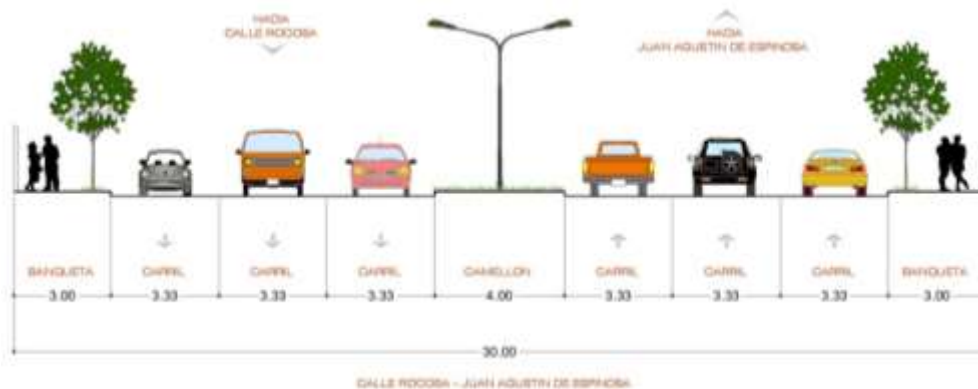 HACIA
CALLE ROCOSA
HACIA
JUAN AGUSTIN DE ESPINOSA
BANQUETA
CARRIL
CARRIL
CARRIL
CAMELLON
CARRIL
CARRIL
CARRIL
BANQUETA
3.00
3.33
3.33
3.33
4.00
3.33
3.33
3.33
3.00
30.00
CALLE ROCOSA - JUAN AGUSTIN DE ESPINOSA